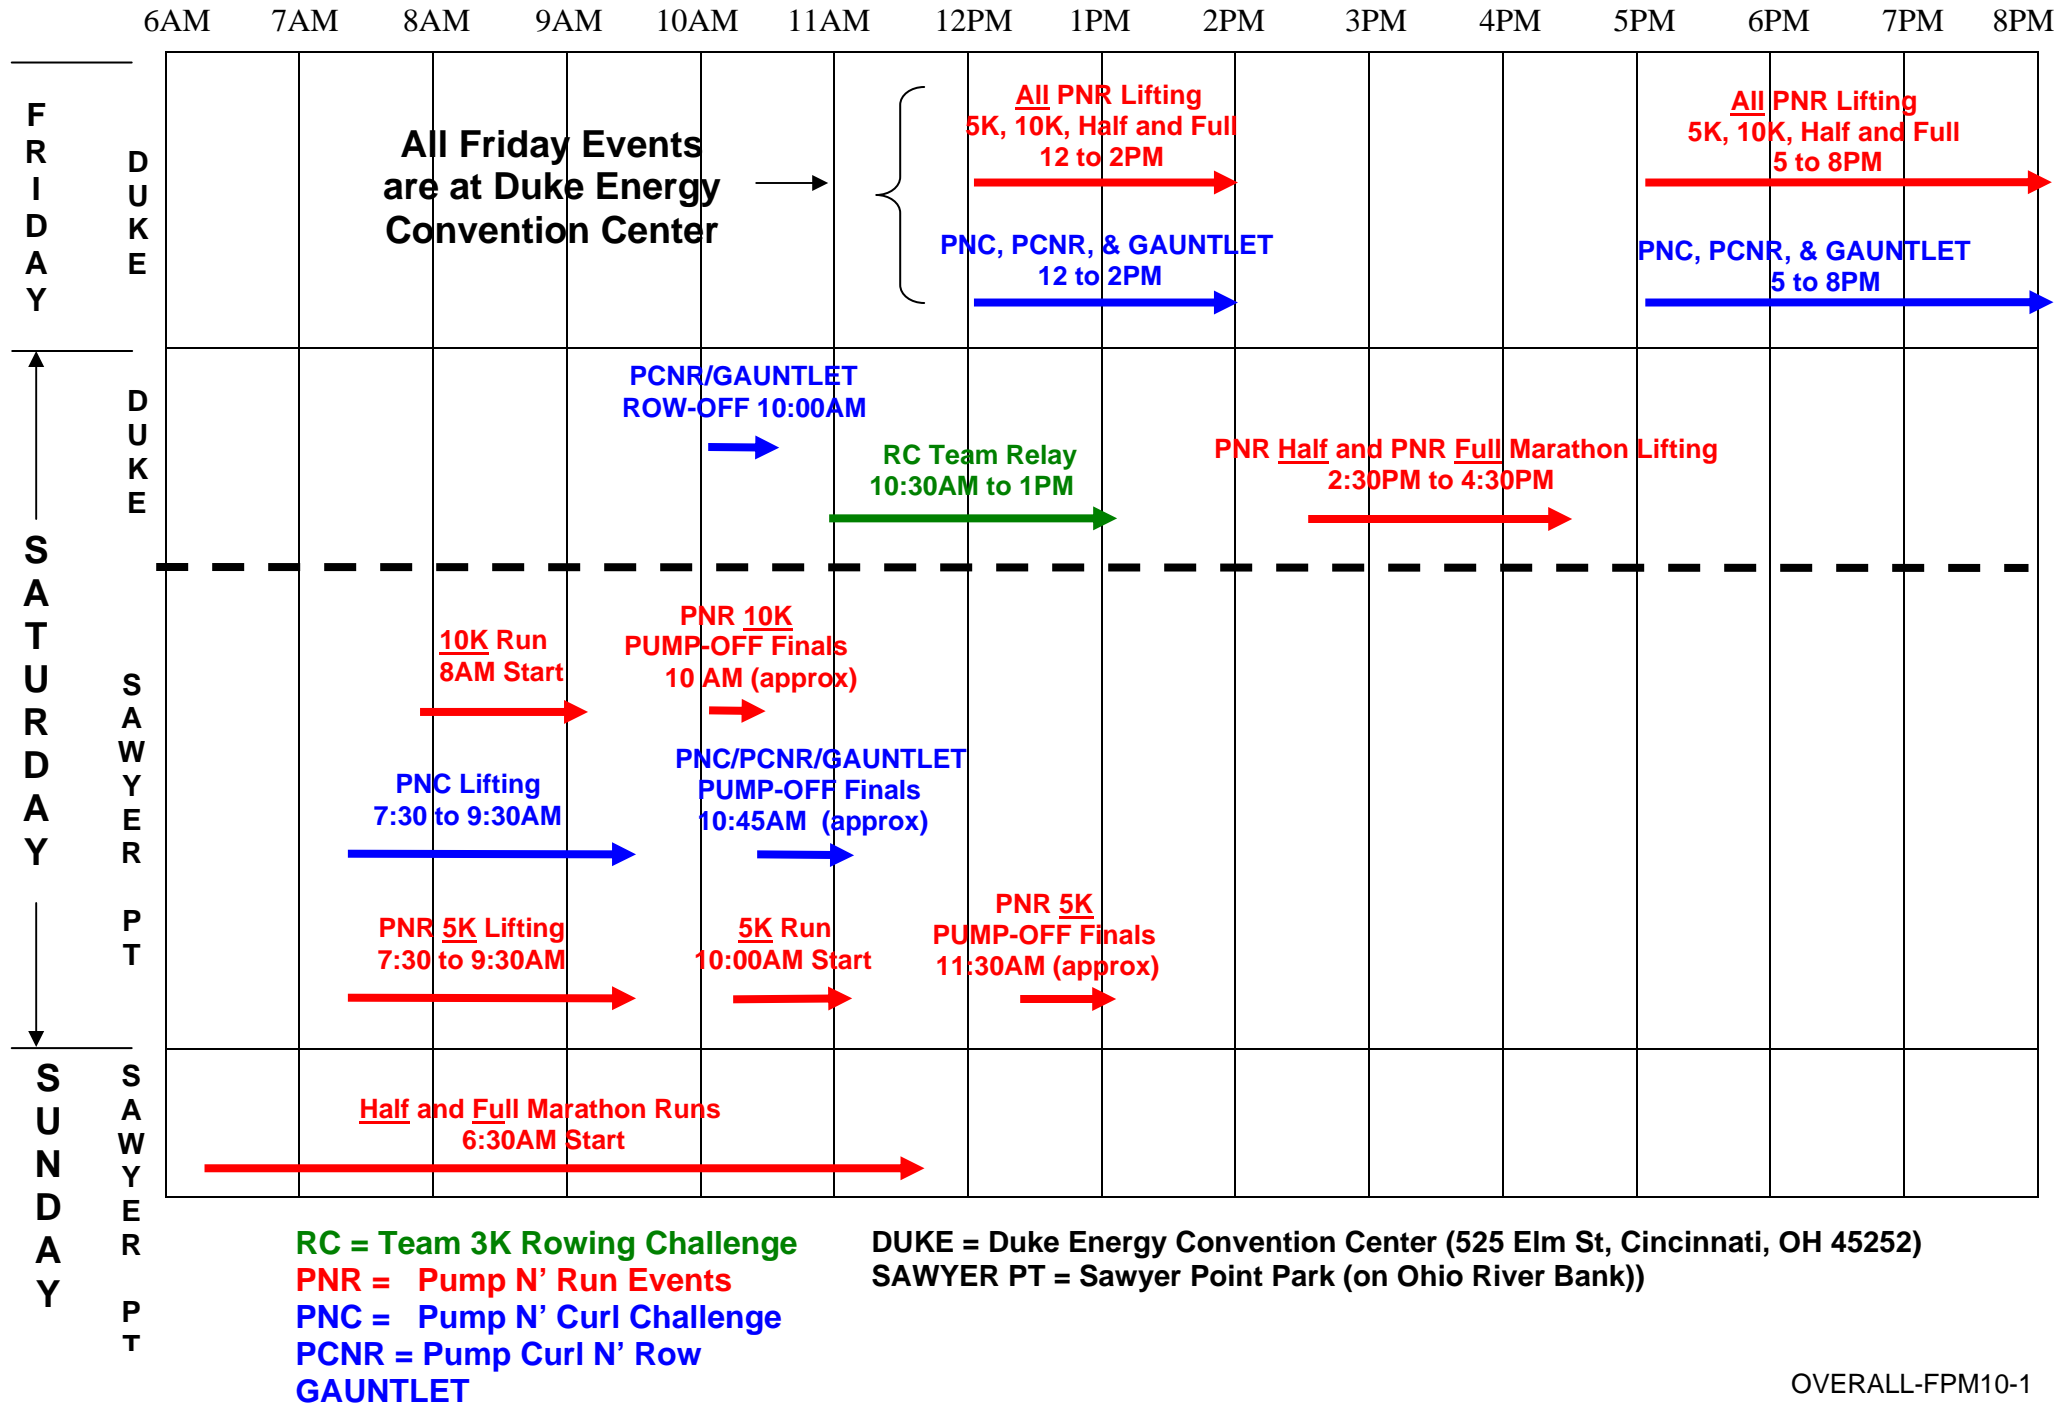 6AM 7AM 8AM 9AM 10AM 11AM 12PM 1PM 2PM 3PM 4PM 5PM 6PM 7PM 8PM
FRIDAY
DUKE
All Friday Events
are at Duke Energy
Convention Center
All PNR Lifting
5K, 10K, Half and Full
12 to 2PM
PNC, PCNR, & GAUNTLET
12 to 2PM
All PNR Lifting
5K, 10K, Half and Full
5 to 8PM
PNC, PCNR, & GAUNTLET
5 to 8PM
SATURDAY
DUKE
PCNR/GAUNTLET
ROW-OFF 10:00AM
RC Team Relay
10:30AM to 1PM
PNR Half and PNR Full Marathon Lifting
2:30PM to 4:30PM
SAWYER PT
10K Run
8AM Start
PNR 10K
PUMP-OFF Finals
10 AM (approx)
PNC Lifting
7:30 to 9:30AM
PNC/PCNR/GAUNTLET
PUMP-OFF Finals
10:45AM (approx)
PNR 5K Lifting
7:30 to 9:30AM
5K Run
10:00AM Start
PNR 5K
PUMP-OFF Finals
11:30AM (approx)
SUNDAY
SAWYER PT
Half and Full Marathon Runs
6:30AM Start
RC = Team 3K Rowing Challenge
PNR = Pump N’ Run Events
PNC = Pump N’ Curl Challenge
PCNR = Pump Curl N’ Row
GAUNTLET
DUKE = Duke Energy Convention Center (525 Elm St, Cincinnati, OH 45252)
SAWYER PT = Sawyer Point Park (on Ohio River Bank))
OVERALL-FPM10-1